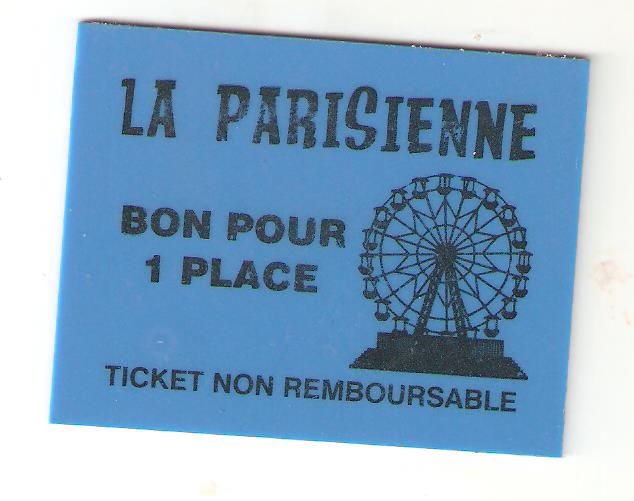 LA PARISIENNE
BON POUR
1 PLACE
TICKET NON REMBOURSABLE